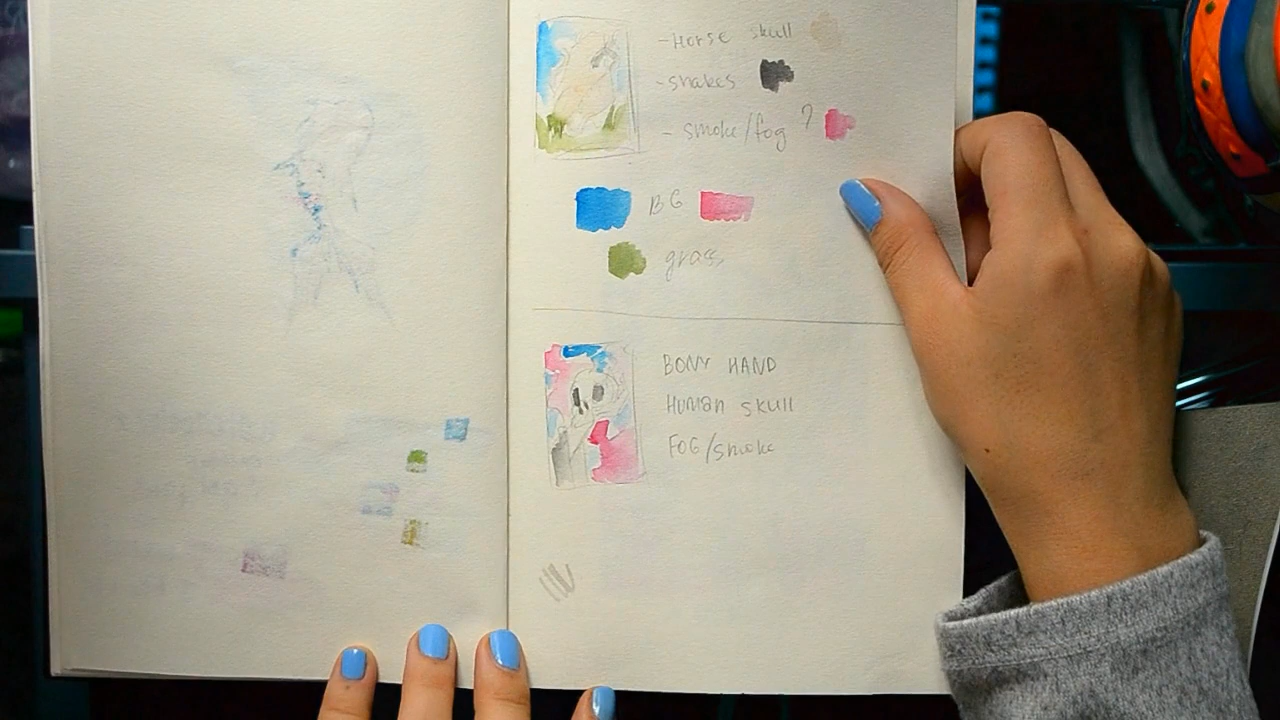 -Horse skull
-snakes
- smoke/fog ?
BG
grass
BONY HAND
Human skull
FOG/smoke